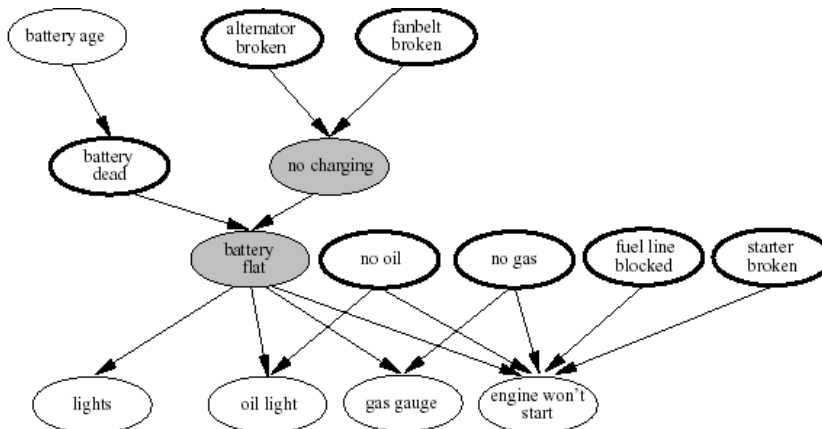 battery age
alternator
broken
fanbelt
broken
battery
dead
no charging
battery
flat
no oil
no gas
fuel line
blocked
starter
broken
lights
oil light
gas gauge
engine won't
start